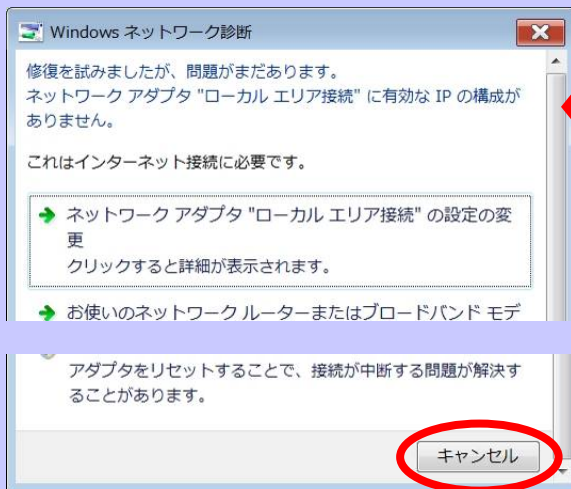 Windows ネットワーク診断
修復を試みましたが、問題がまだあります。
ネットワーク アダプタ "ローカル エリア接続" に有効な IP の構成が
ありません。
これはインターネット接続に必要です。
ネットワーク アダプタ "ローカル エリア接続" の設定の変
更
クリックすると詳細が表示されます。
お使いのネットワーク ルーターまたはブロードバンド モデ
アダプタをリセットすることで、接続が中断する問題が解決す
ることがあります。
キャンセル